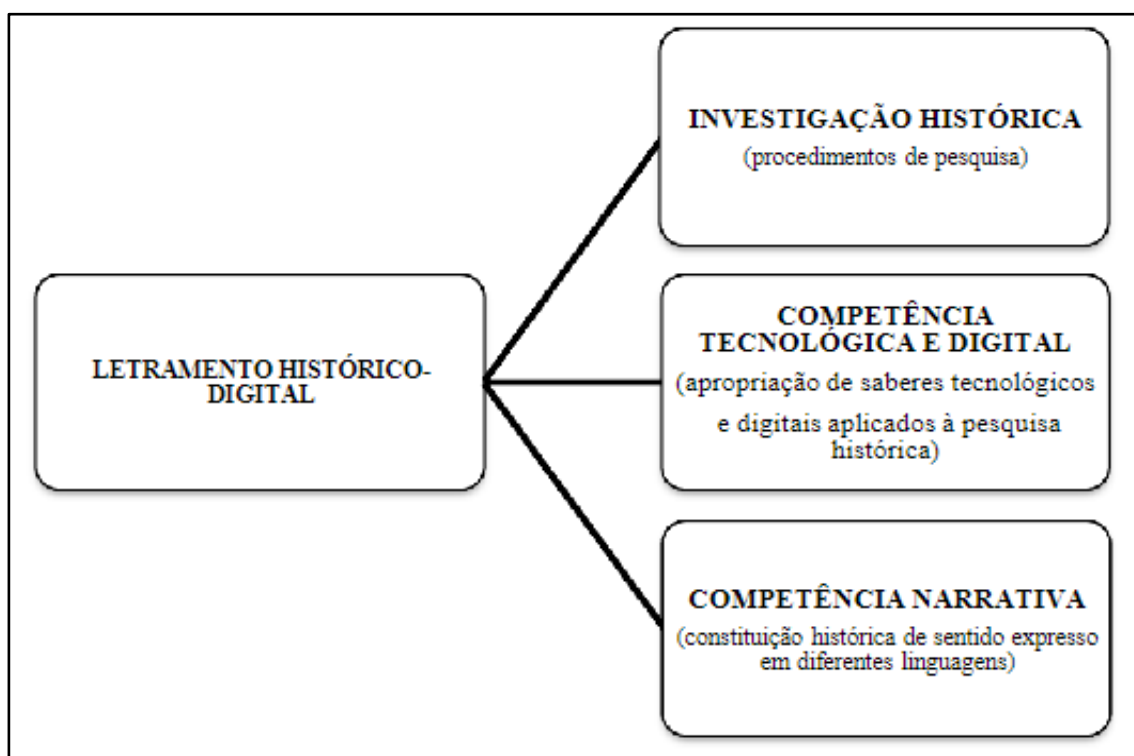 LETRAMENTO HISTÓRICO-
DIGITAL
INVESTIGAÇÃO HISTÓRICA
(procedimentos de pesquisa)
COMPETÊNCIA
TECNOLÓGICA E DIGITAL
(apropriação de saberes tecnológicos
e digitais aplicados à pesquisa
histórica)
COMPETÊNCIA NARRATIVA
(constituição histórica de sentido expresso
em diferentes linguagens)